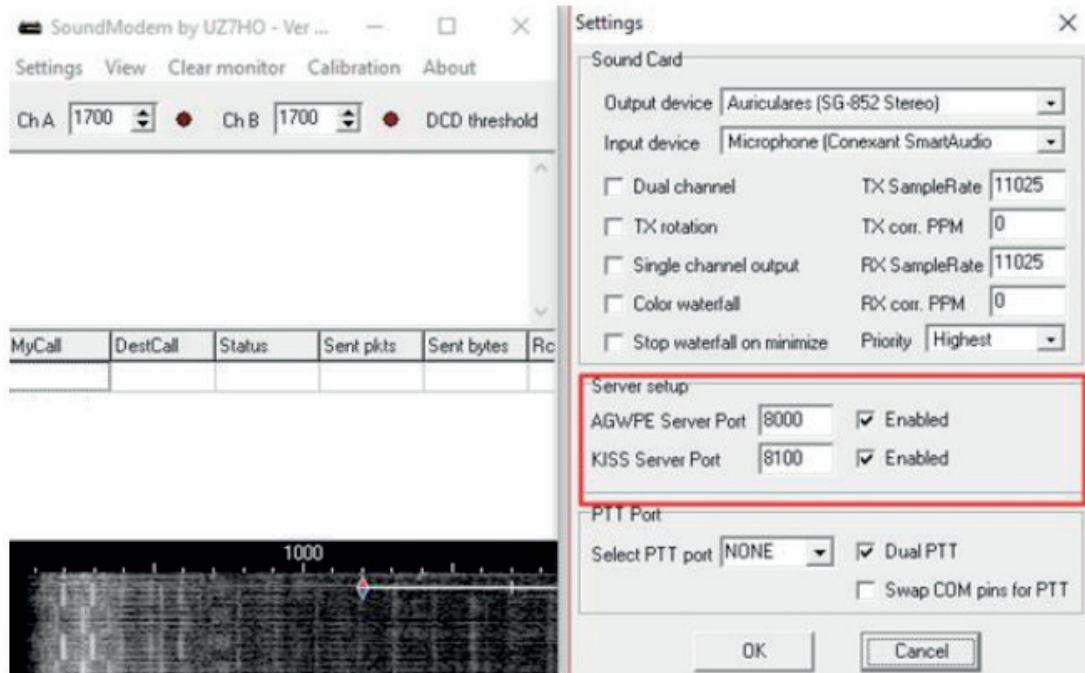 SoundModem by UZ7HO - Ver ...
Settings View Clear monitor Calibration About
Ch A 1700 Ch B 1700 DCD threshold
MyCall DestCall Status Sent pkts Sent bytes Rc
1000
Settings
Sound Card
Output device Auriculares (SG-852 Stereo)
Input device Microphone (Conexant SmartAudio
Dual channel TX SampleRate 11025
TX rotation TX corr. PPM 0
Single channel output RX SampleRate 11025
Color waterfall RX corr. PPM 0
Stop waterfall on minimize Priority Highest
Server setup
AGWPE Server Port 8000 Enabled
KISS Server Port 8100 Enabled
PTT Port
Select PTT port NONE Dual PTT
Swap COM pins for PTT
OK Cancel